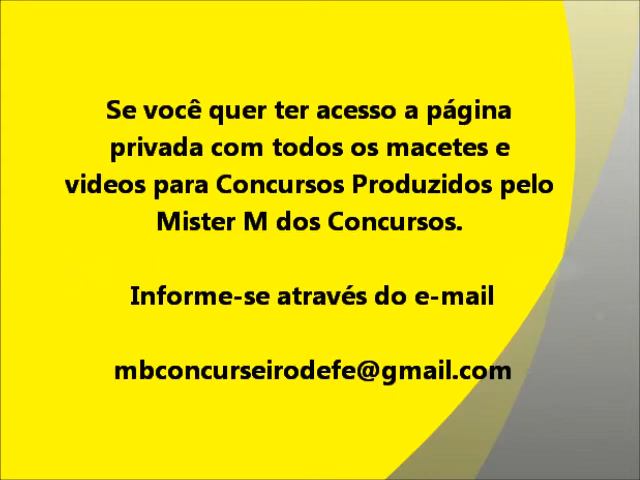 Se você quer ter acesso a página
privada com todos os macetes e
videos para Concursos Produzidos pelo
Mister M dos Concursos.
Informe-se através do e-mail
mbconcurseirodefe@gmail.com